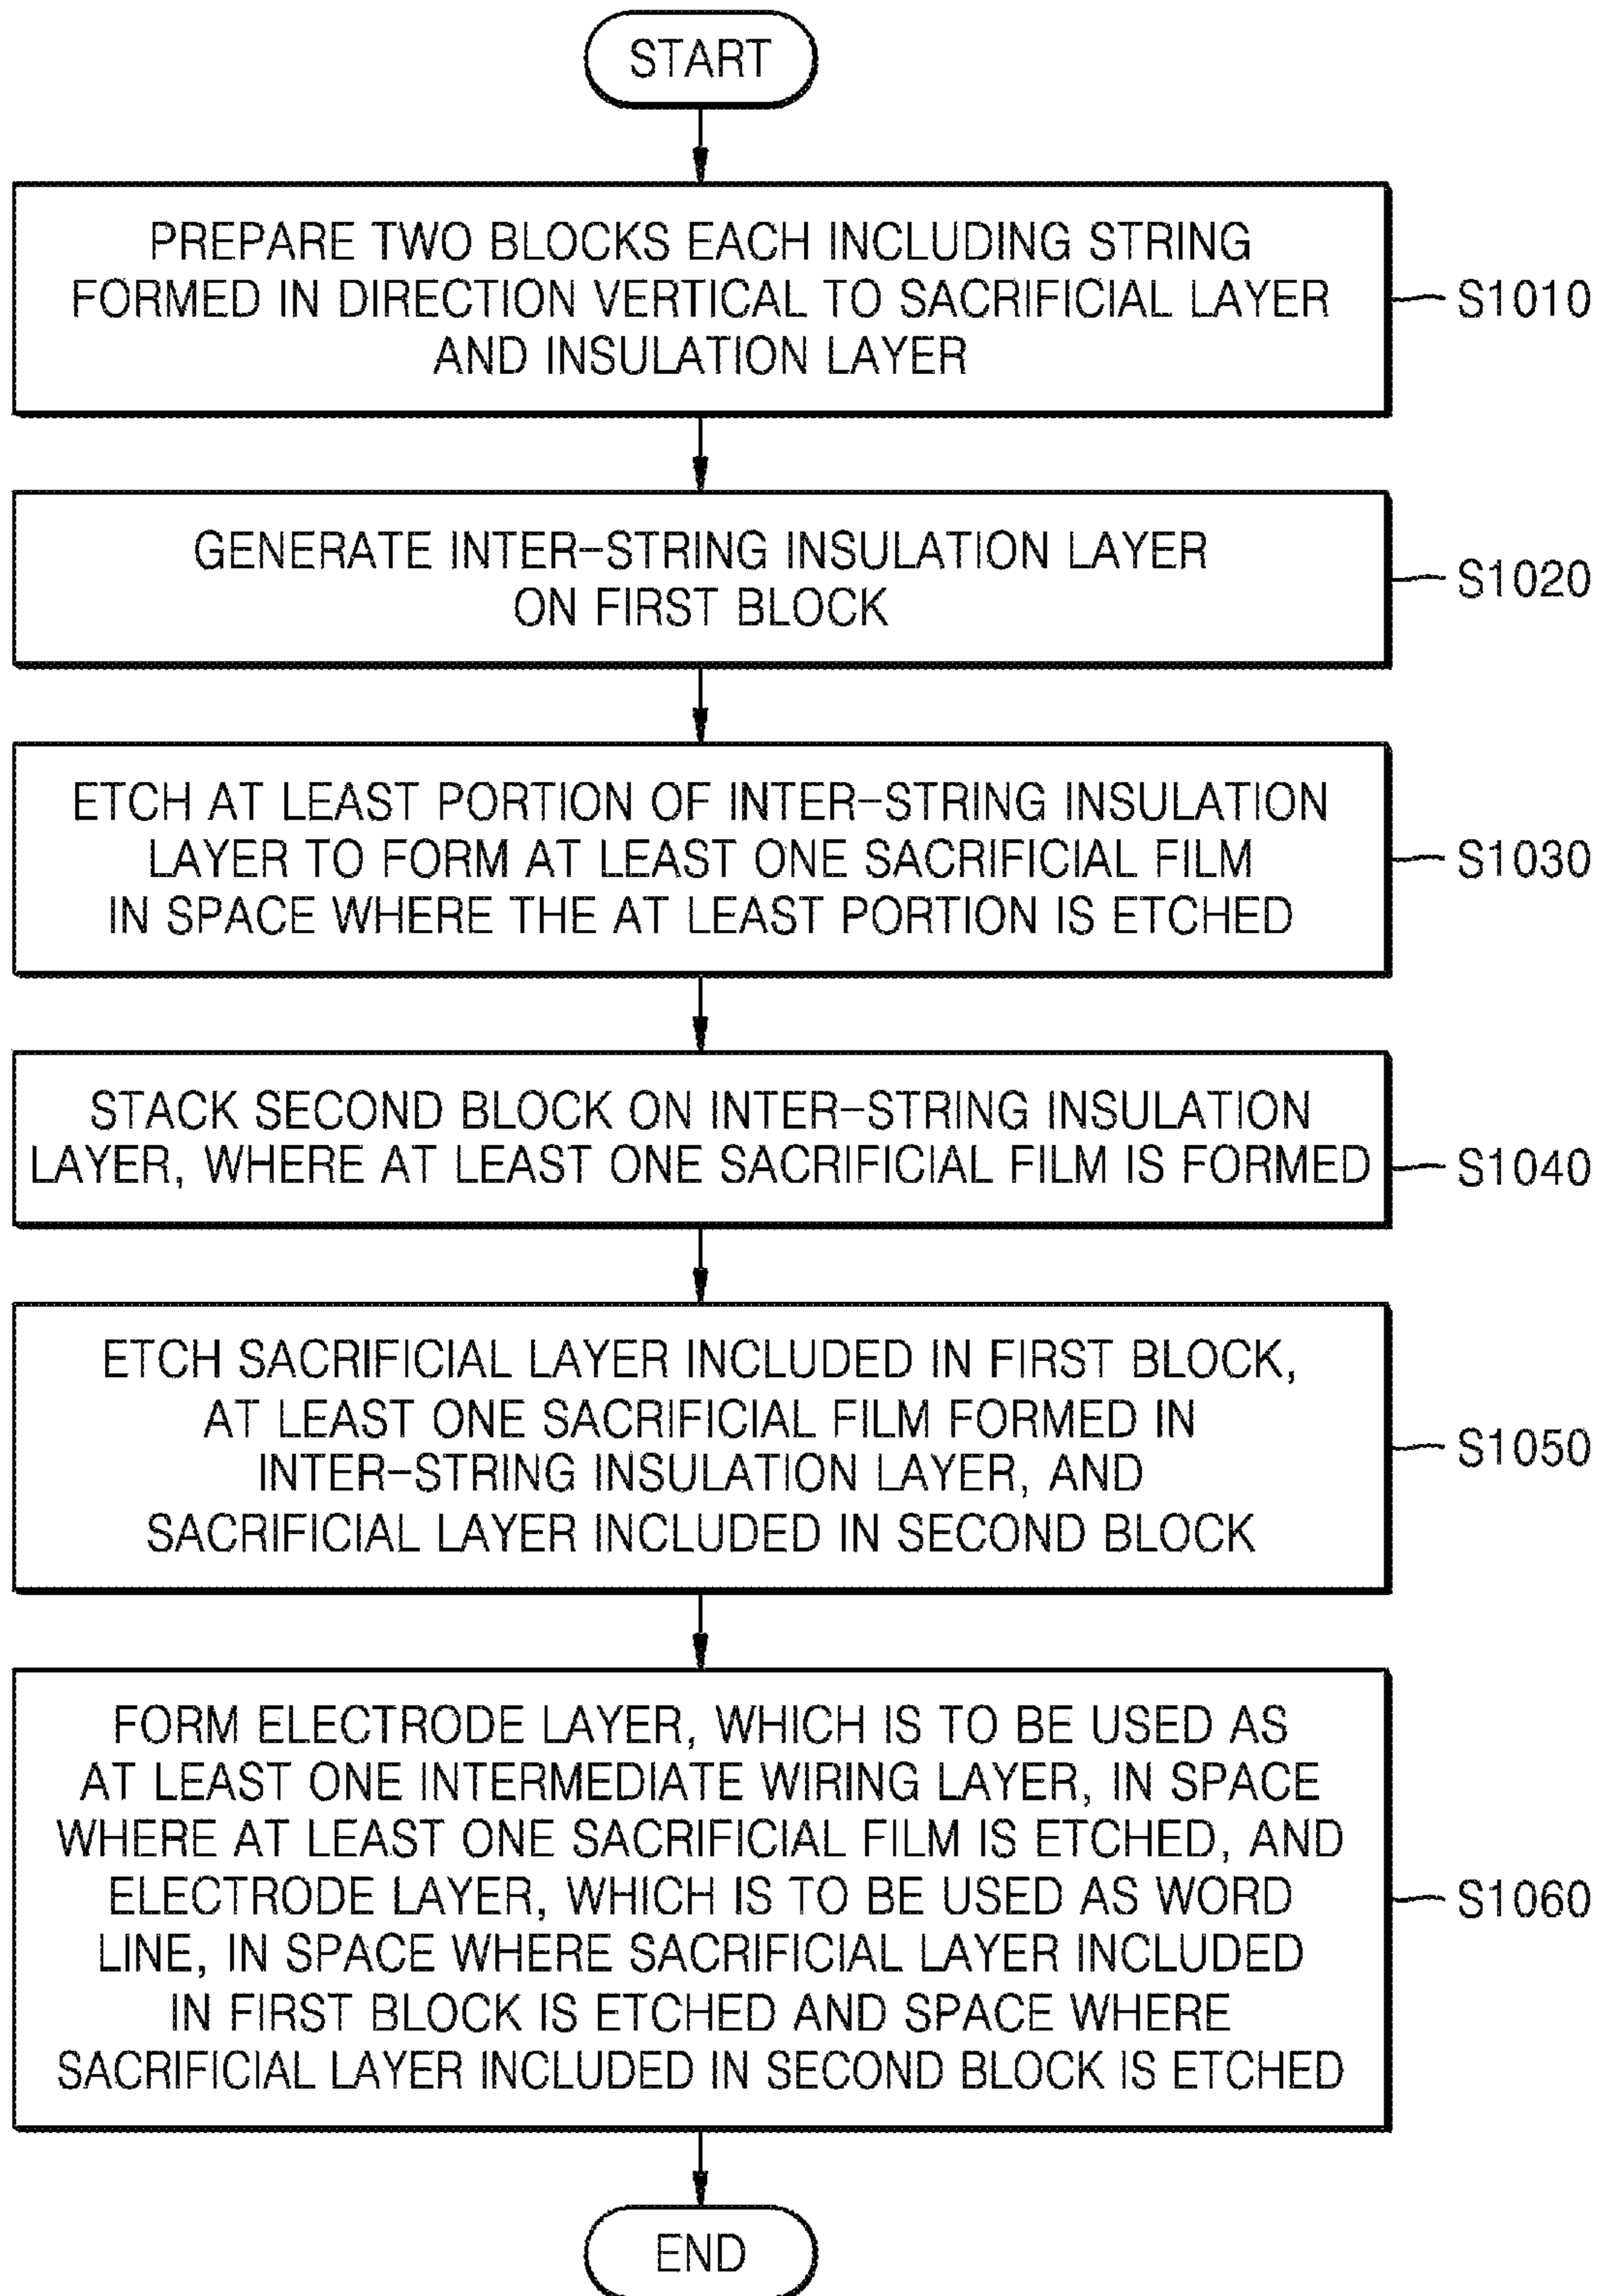 START
PREPARE TWO BLOCKS EACH INCLUDING STRING
FORMED IN DIRECTION VERTICAL TO SACRIFICIAL LAYER
AND INSULATION LAYER
S1010
GENERATE INTER-STRING INSULATION LAYER
ON FIRST BLOCK
S1020
ETCH AT LEAST PORTION OF INTER-STRING INSULATION
LAYER TO FORM AT LEAST ONE SACRIFICIAL FILM
IN SPACE WHERE THE AT LEAST PORTION IS ETCHED
S1030
STACK SECOND BLOCK ON INTER-STRING INSULATION
LAYER, WHERE AT LEAST ONE SACRIFICIAL FILM IS FORMED
S1040
ETCH SACRIFICIAL LAYER INCLUDED IN FIRST BLOCK,
AT LEAST ONE SACRIFICIAL FILM FORMED IN
INTER-STRING INSULATION LAYER, AND
SACRIFICIAL LAYER INCLUDED IN SECOND BLOCK
S1050
FORM ELECTRODE LAYER, WHICH IS TO BE USED AS
AT LEAST ONE INTERMEDIATE WIRING LAYER, IN SPACE
WHERE AT LEAST ONE SACRIFICIAL FILM IS ETCHED, AND
ELECTRODE LAYER, WHICH IS TO BE USED AS WORD
LINE, IN SPACE WHERE SACRIFICIAL LAYER INCLUDED
IN FIRST BLOCK IS ETCHED AND SPACE WHERE
SACRIFICIAL LAYER INCLUDED IN SECOND BLOCK IS ETCHED
S1060
END